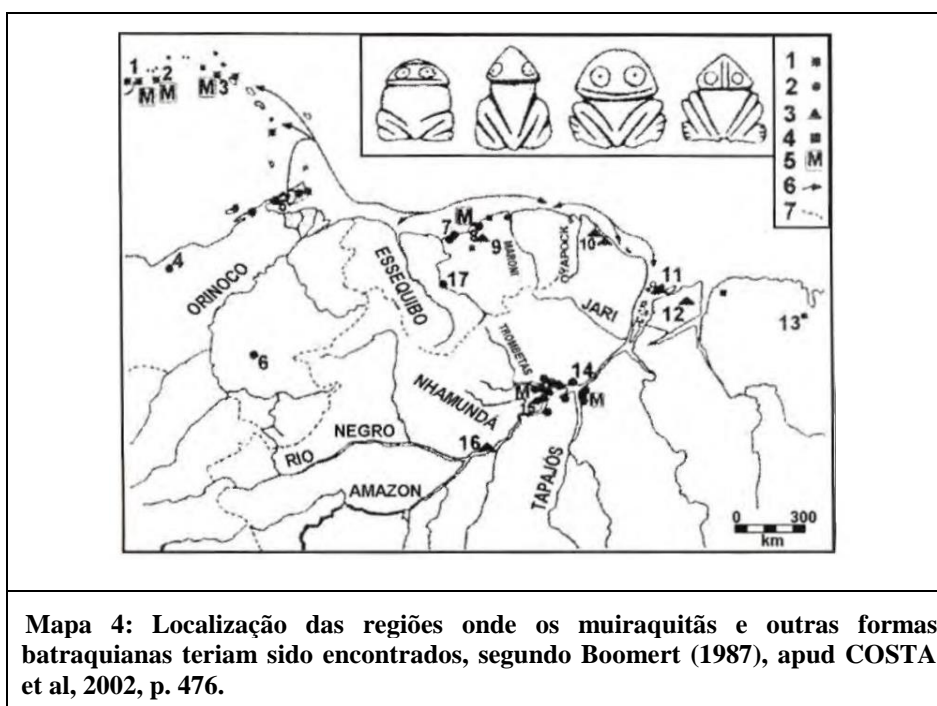 1
2
3
4
5 M
6
7
1
2
M
M
M
3
4
ORINOCO
6
ESSEQUIBO
7
M
8
9
MARONI
OYAPOCK
10
11
12
13
17
JARI
TROMBETAS
14
M
15
M
NHAMUNDÁ
NEGRO
RIO
16
AMAZON
TAPAJÓS
0 300
km
Mapa 4: Localização das regiões onde os muiraquitãs e outras formas
batraquianas teriam sido encontrados, segundo Boomert (1987), apud COSTA
et al, 2002, p. 476.